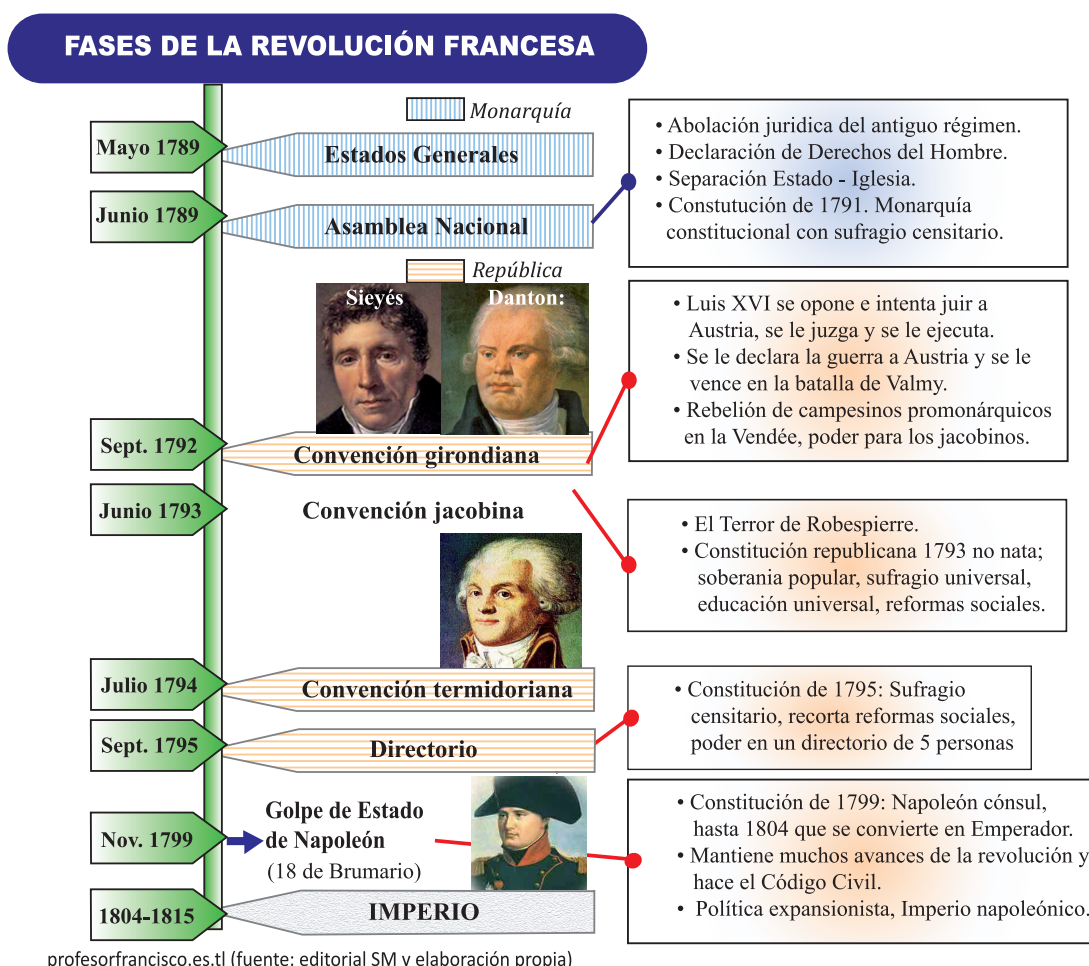 FASES DE LA REVOLUCIÓN FRANCESA
Monarquía
Mayo 1789
Estados Generales
Junio 1789
Asamblea Nacional
• Abolación juridica del antiguo régimen.
• Declaración de Derechos del Hombre.
• Separación Estado - Iglesia.
• Constutución de 1791. Monarquía
constitucional con sufragio censitario.
República
Sieyés
Danton:
Sept. 1792
Convención girondiana
• Luis XVI se opone e intenta juir a
Austria, se le juzga y se le ejecuta.
• Se le declara la guerra a Austria y se le
vence en la batalla de Valmy.
• Rebelión de campesinos promonárquicos
en la Vendée, poder para los jacobinos.
Junio 1793
Convención jacobina
• El Terror de Robespierre.
• Constitución republicana 1793 no nata;
soberania popular, sufragio universal,
educación universal, reformas sociales.
Julio 1794
Convención termidoriana
Sept. 1795
Directorio
• Constitución de 1795: Sufragio
censitario, recorta reformas sociales,
poder en un directorio de 5 personas
Nov. 1799
Golpe de Estado
de Napoleón
(18 de Brumario)
• Constitución de 1799: Napoleón cónsul,
hasta 1804 que se convierte en Emperador.
• Mantiene muchos avances de la revolución y
hace el Código Civil.
• Política expansionista, Imperio napoleónico.
1804-1815
IMPERIO
profesorfrancisco.es.tl (fuente: editorial SM y elaboración propia)